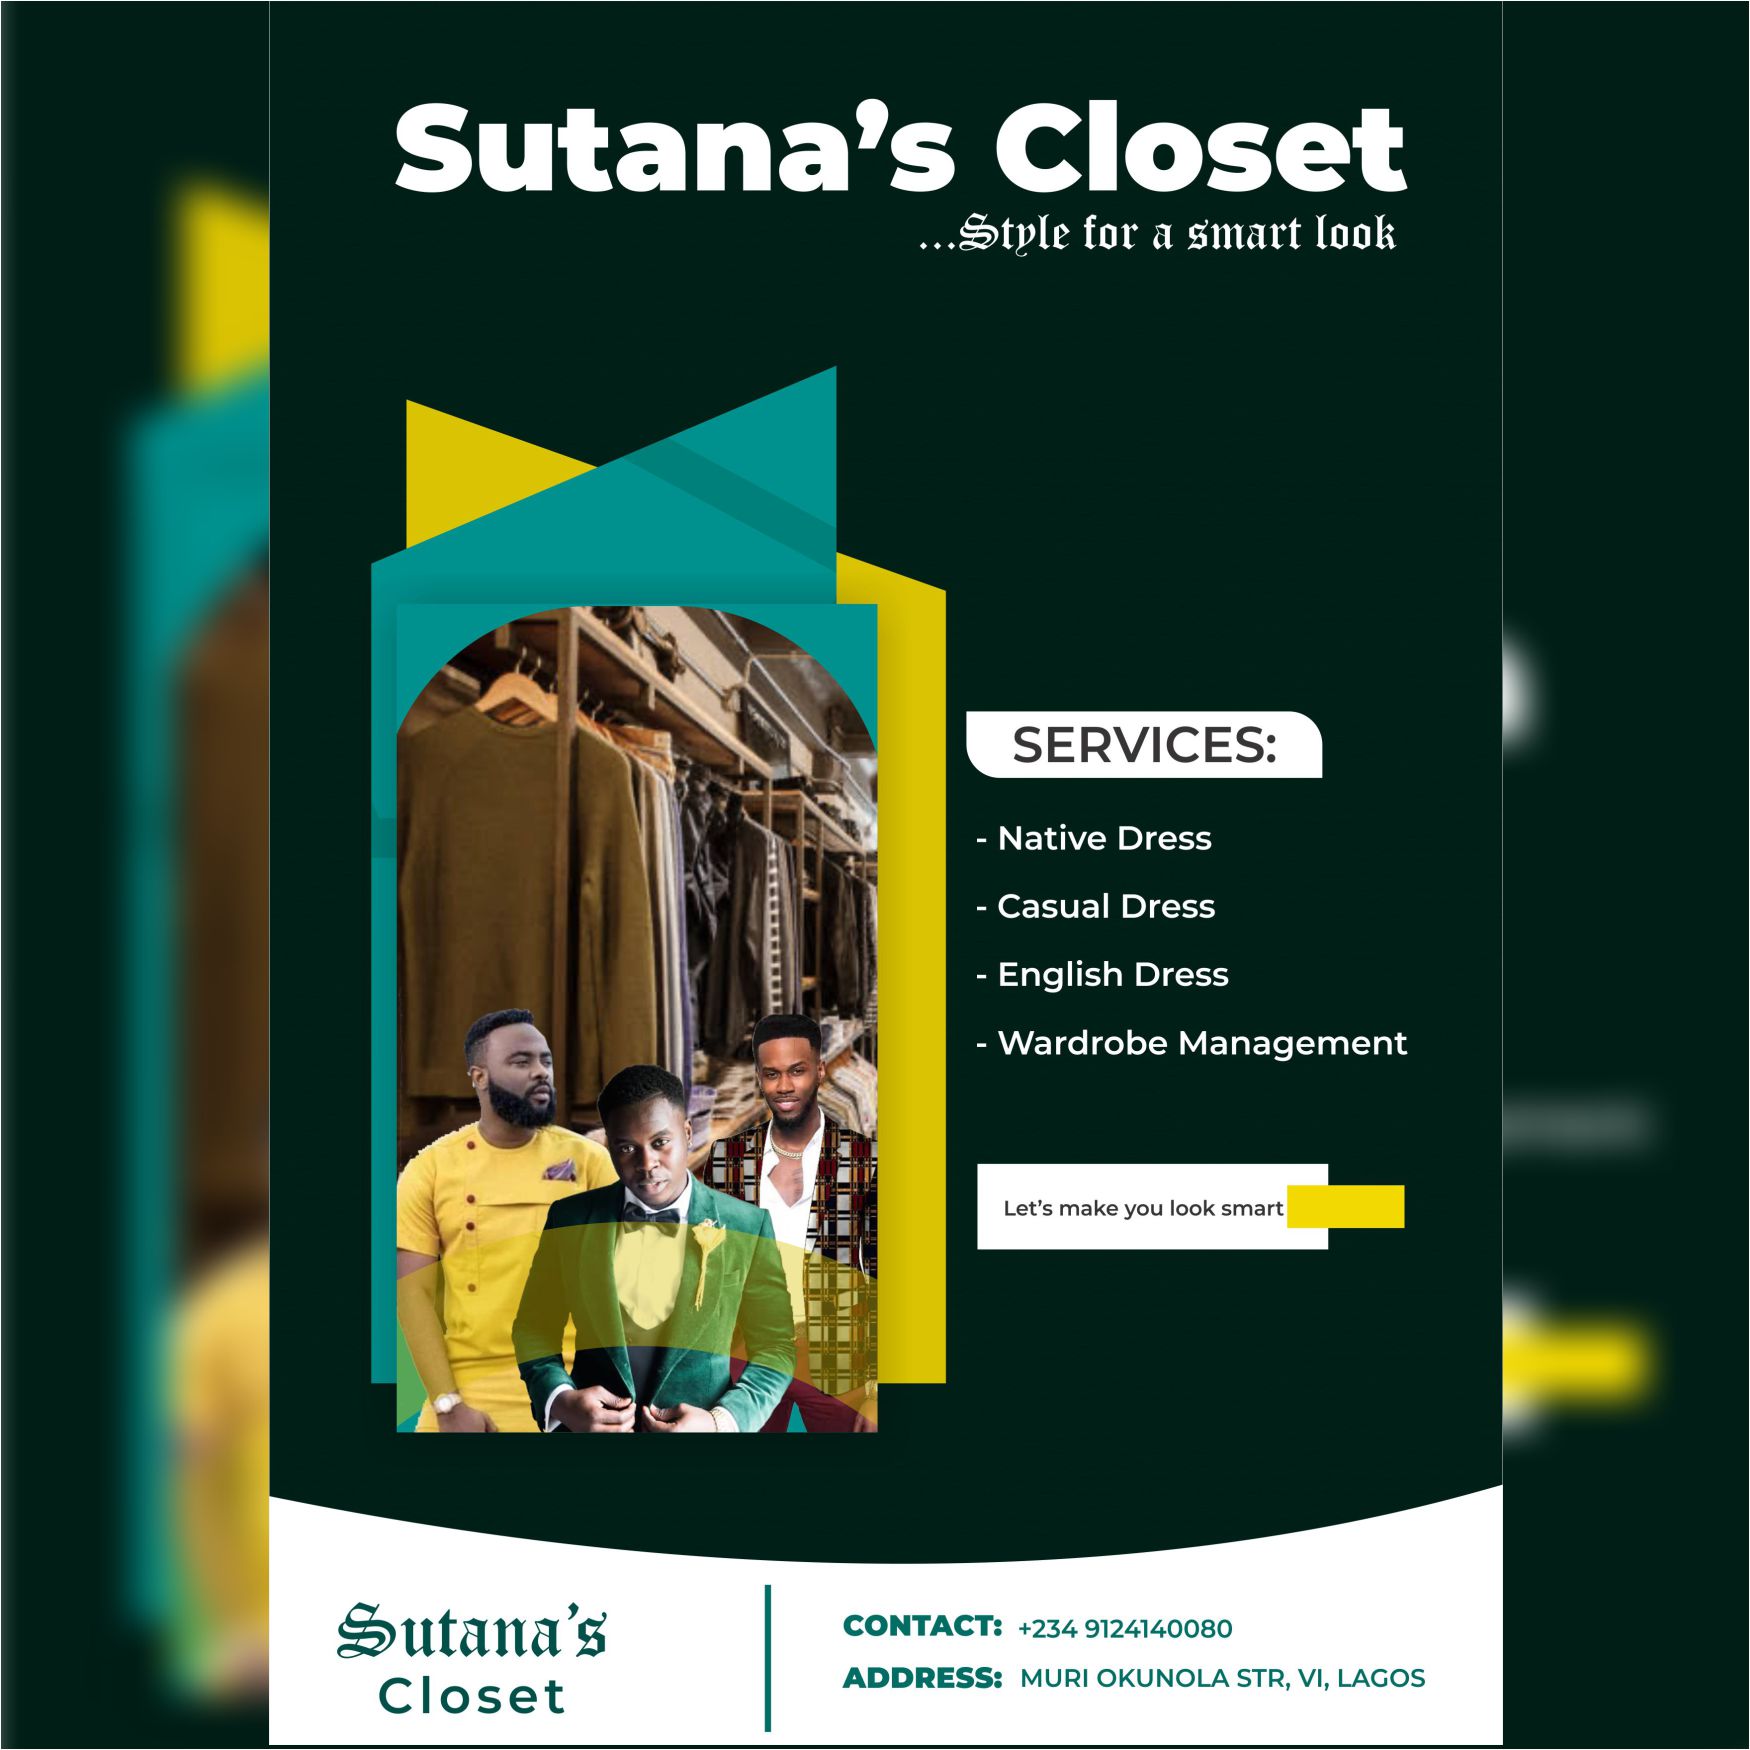 Sutana’s Closet
...Style for a smart look
SERVICES:
- Native Dress
- Casual Dress
- English Dress
- Wardrobe Management
Let’s make you look smart
Sutana’s
Closet
CONTACT: +234 9124140080
ADDRESS: MURI OKUNOLA STR, VI, LAGOS